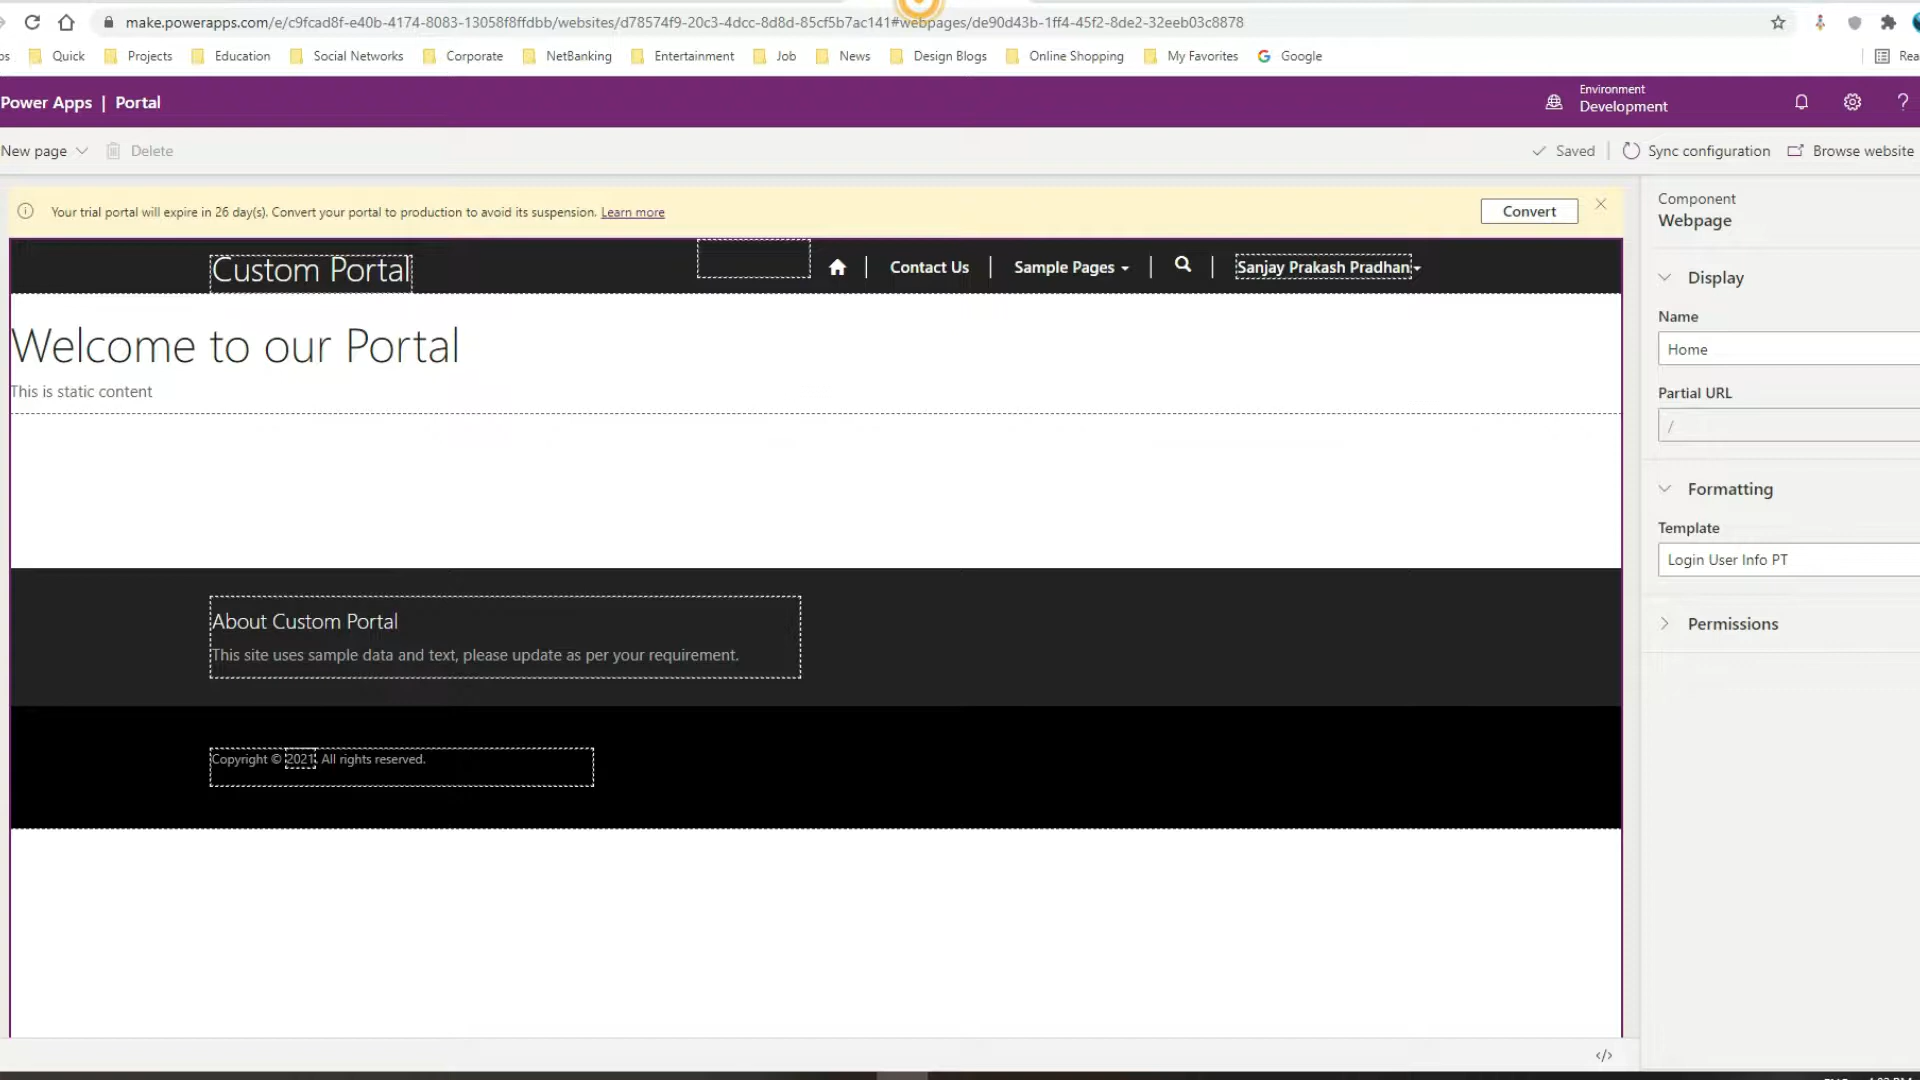 make.powerapps.com/e/c9fcad8f-e40b-4174-8083-13058f8ffdbb/websites/d78574f9-20c3-4dcc-8d8d-85cf5b7ac141#webpages/de90d43b-1ff4-45f2-8de2-32eeb03c8878
Quick Projects Education Social Networks Corporate NetBanking Entertainment Job News Design Blogs Online Shopping My Favorites Google
Power Apps | Portal
Environment
Development
New page Delete Saved Sync configuration Browse website
Your trial portal will expire in 26 day(s). Convert your portal to production to avoid its suspension. Learn more Convert
Component
Webpage
Custom Portal Contact Us Sample Pages Sanjay Prakash Pradhan
Display
Name
Home
Welcome to our Portal
This is static content
Partial URL
/
Formatting
Template
Login User Info PT
Permissions
About Custom Portal
This site uses sample data and text, please update as per your requirement.
Copyright © 2021. All rights reserved.